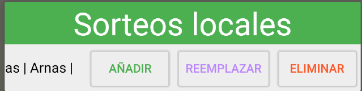 Sorteos locales
as | Arnas | AÑADIR REEMPLAZAR ELIMINAR